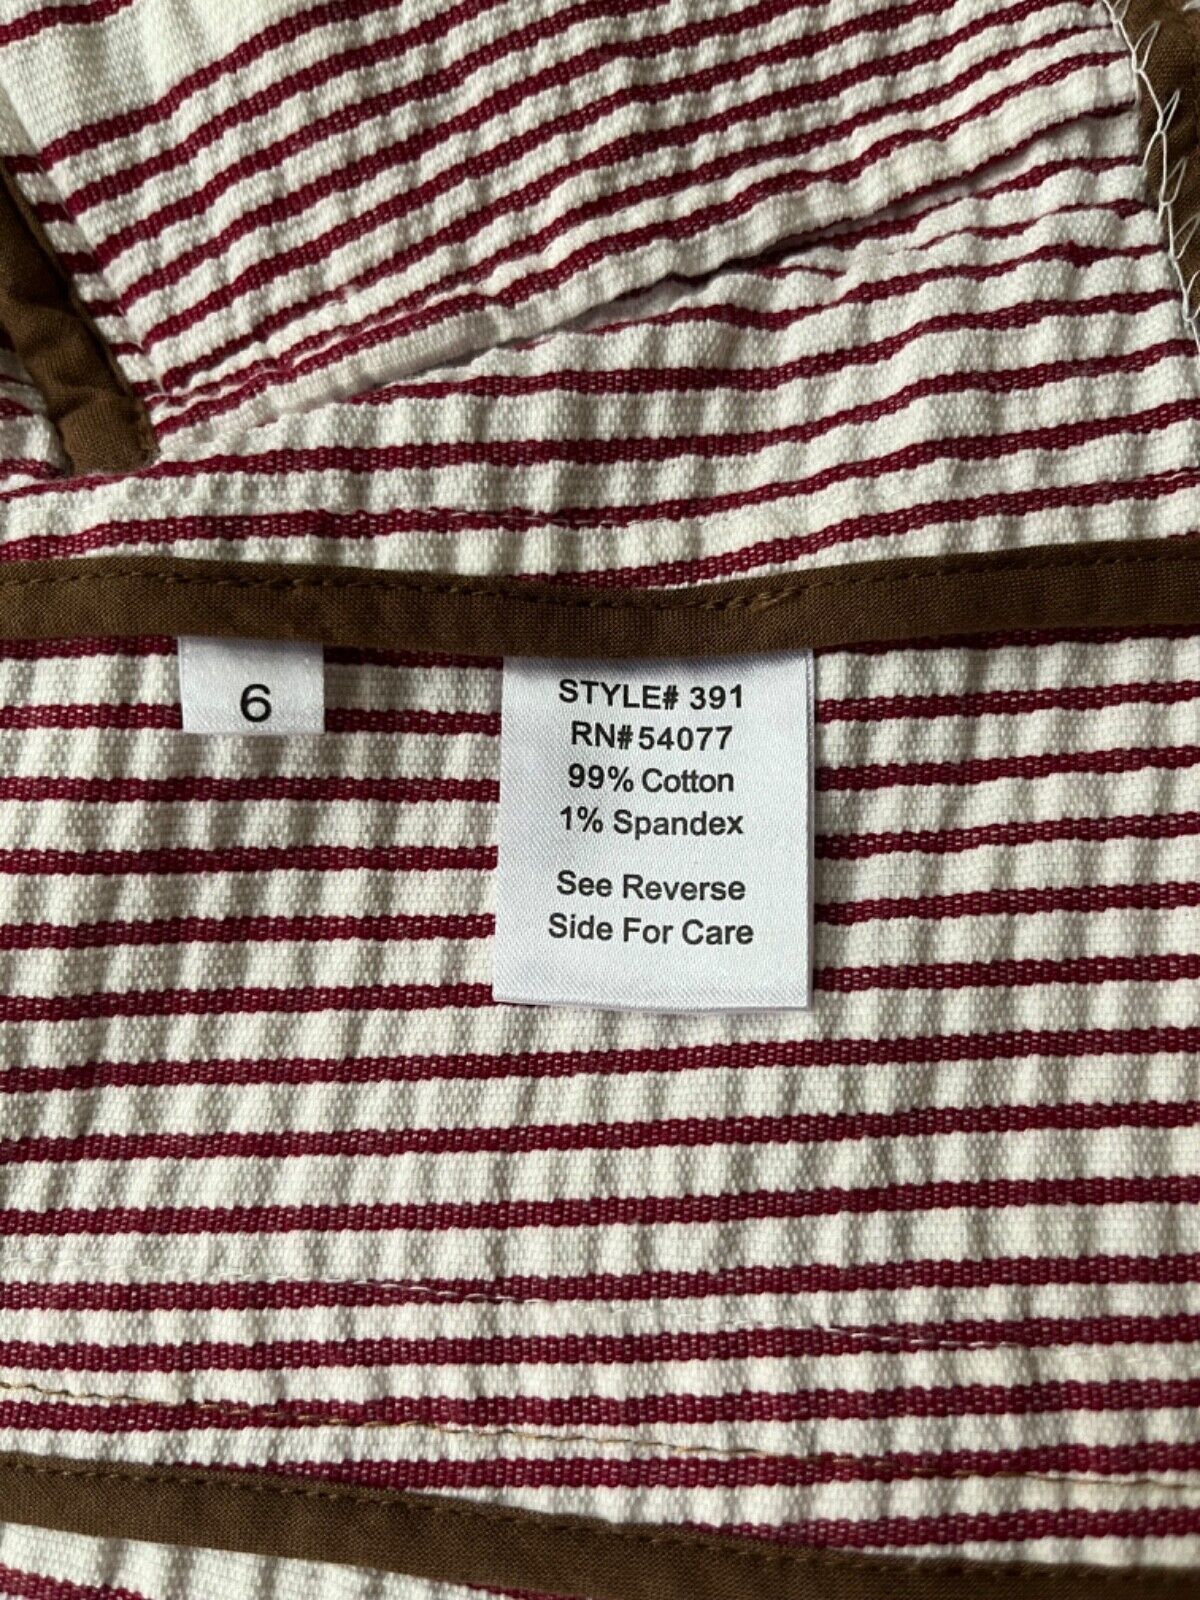 6
STYLE# 391
RN#54077
99% Cotton
1% Spandex
See Reverse
Side For Care